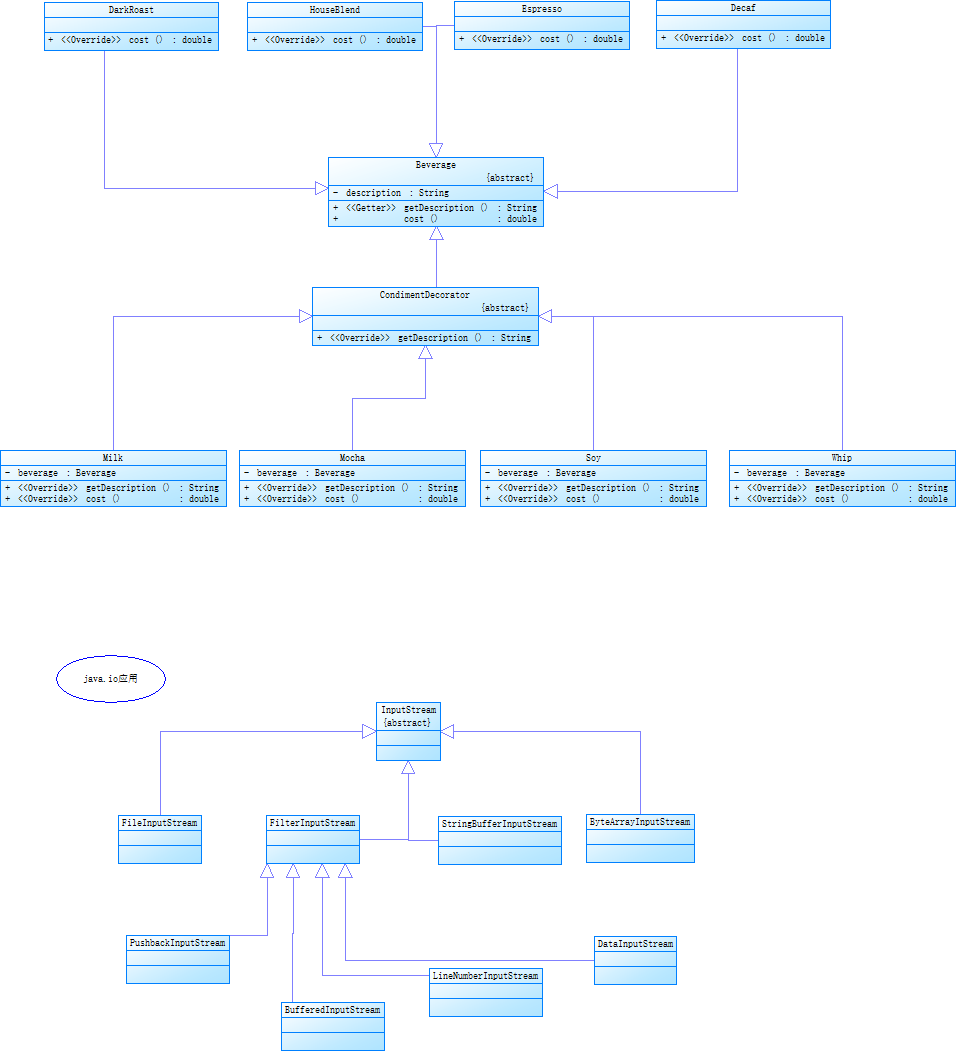 DarkRoast
+ <<Override>> cost () : double
HouseBlend
+ <<Override>> cost () : double
Espresso
+ <<Override>> cost () : double
Decaf
+ <<Override>> cost () : double
Beverage
{abstract}
- description : String
+ <<Getter>> getDescription () : String
+ cost () : double
CondimentDecorator
{abstract}
+ <<Override>> getDescription () : String
Milk
- beverage : Beverage
+ <<Override>> getDescription () : String
+ <<Override>> cost () : double
Mocha
- beverage : Beverage
+ <<Override>> getDescription () : String
+ <<Override>> cost () : double
Soy
- beverage : Beverage
+ <<Override>> getDescription () : String
+ <<Override>> cost () : double
Whip
- beverage : Beverage
+ <<Override>> getDescription () : String
+ <<Override>> cost () : double
java.io应用
InputStream
{abstract}
FileInputStream
FilterInputStream
StringBufferInputStream
ByteArrayInputStream
PushbackInputStream
DataInputStream
LineNumberInputStream
BufferedInputStream